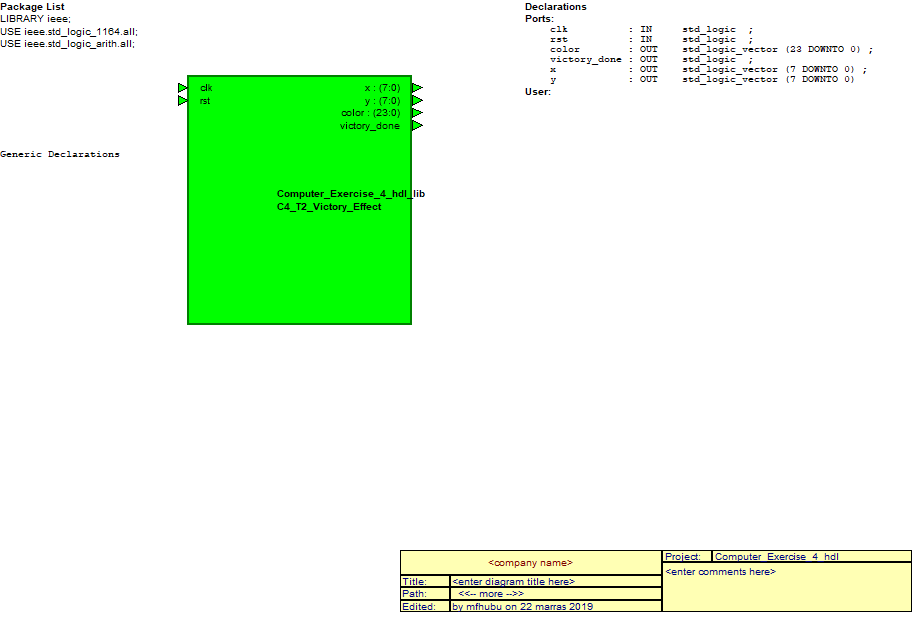 Package List
LIBRARY ieee;
USE ieee.std_logic_1164.all;
USE ieee.std_logic_arith.all;
Declarations
Ports:
clk : IN std_logic ;
rst : IN std_logic ;
color : OUT std_logic_vector (23 DOWNTO 0) ;
victory_done : OUT std_logic ;
x : OUT std_logic_vector (7 DOWNTO 0) ;
y : OUT std_logic_vector (7 DOWNTO 0)
User:
clk x : (7:0)
rst y : (7:0)
color : (23:0)
victory_done
Generic Declarations
Computer_Exercise_4_hdl_lib
C4_T2_Victory_Effect
<company name>
Title: <enter diagram title here>
Path: <<-- more -->>
Edited: by mfhubu on 22 marras 2019
Project: Computer_Exercise_4_hdl
<enter comments here>